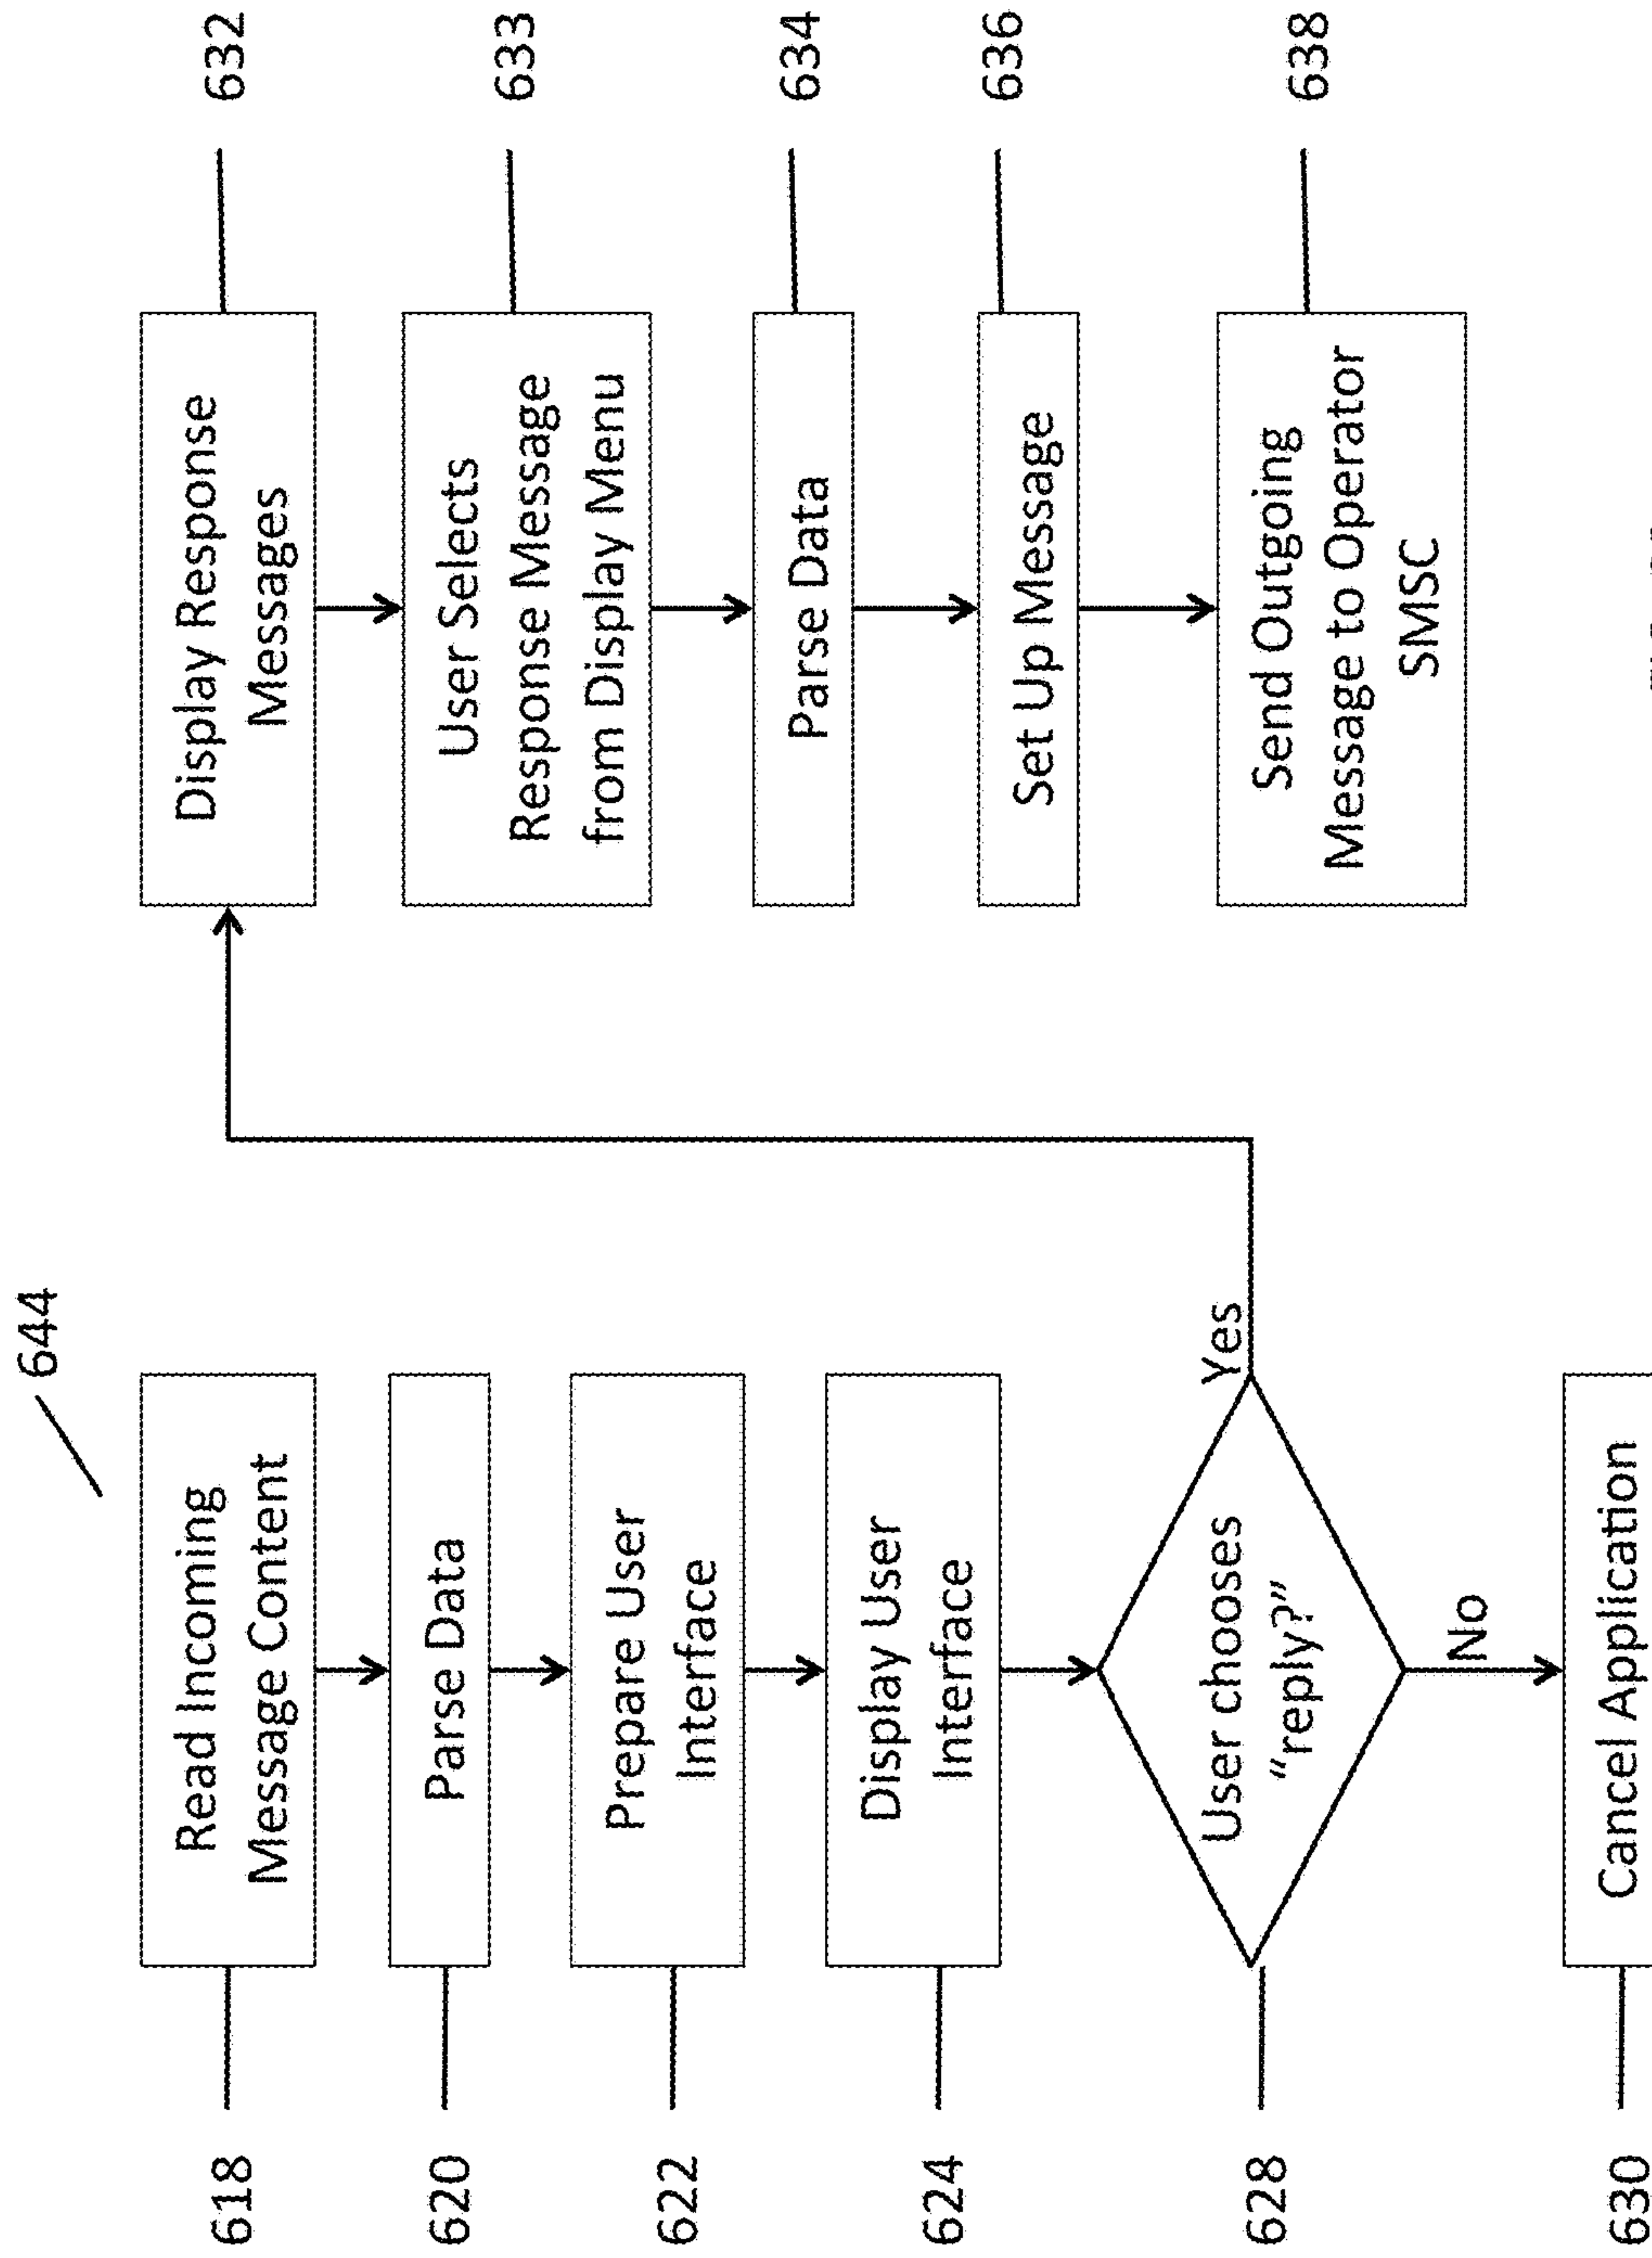 644
618
Read Incoming
Message Content
620
Parse Data
622
Prepare User
Interface
624
Display User
Interface
628
User chooses
“reply?”
Yes
No
630
Cancel Application
Display Response
Messages
632
User Selects
Response Message
from Display Menu
633
Parse Data
634
Set Up Message
636
Send Outgoing
Message to Operator
SMSC
638